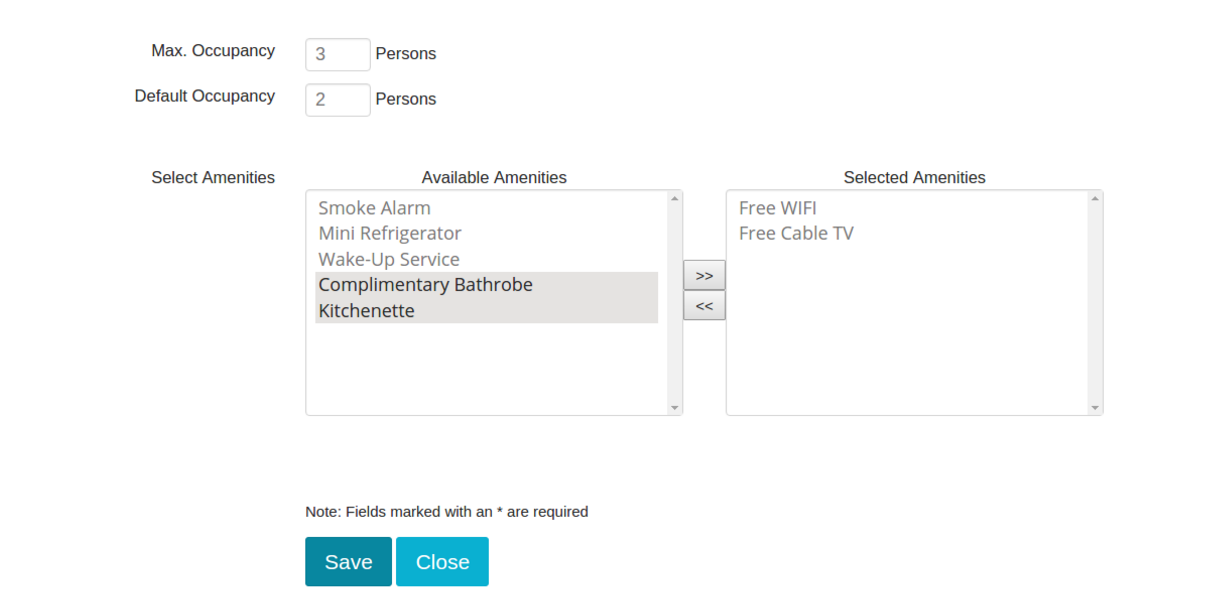 Max. Occupancy 3 Persons
Default Occupancy 2 Persons
Select Amenities Available Amenities Selected Amenities
Smoke Alarm Free WIFI
Mini Refrigerator Free Cable TV
Wake-Up Service
>>
Complimentary Bathrobe
<<
Kitchenette
Note: Fields marked with an * are required
Save Close